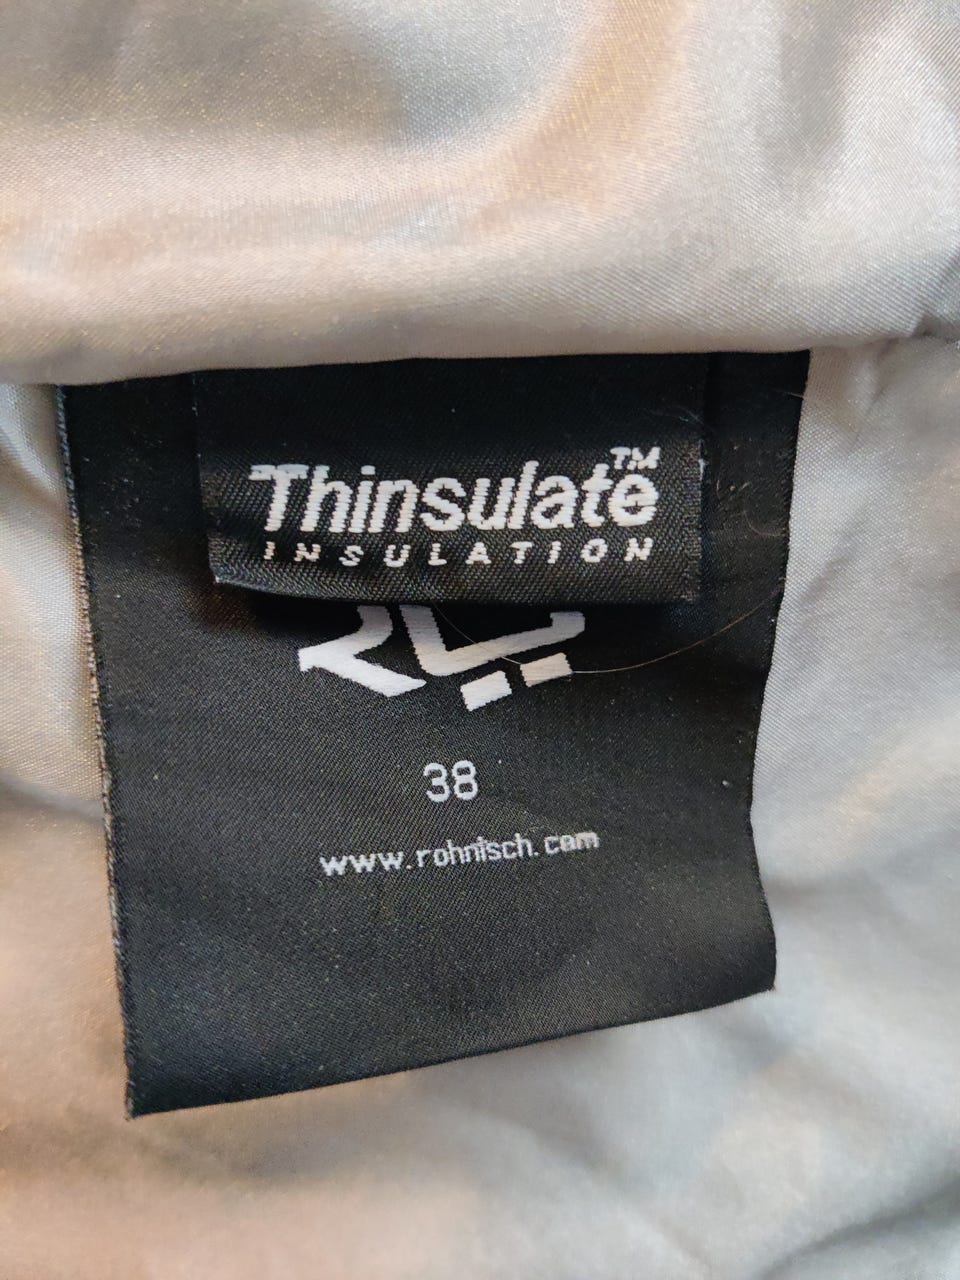 Thinsulate™
INSULATION
38
www.rohnisch.com